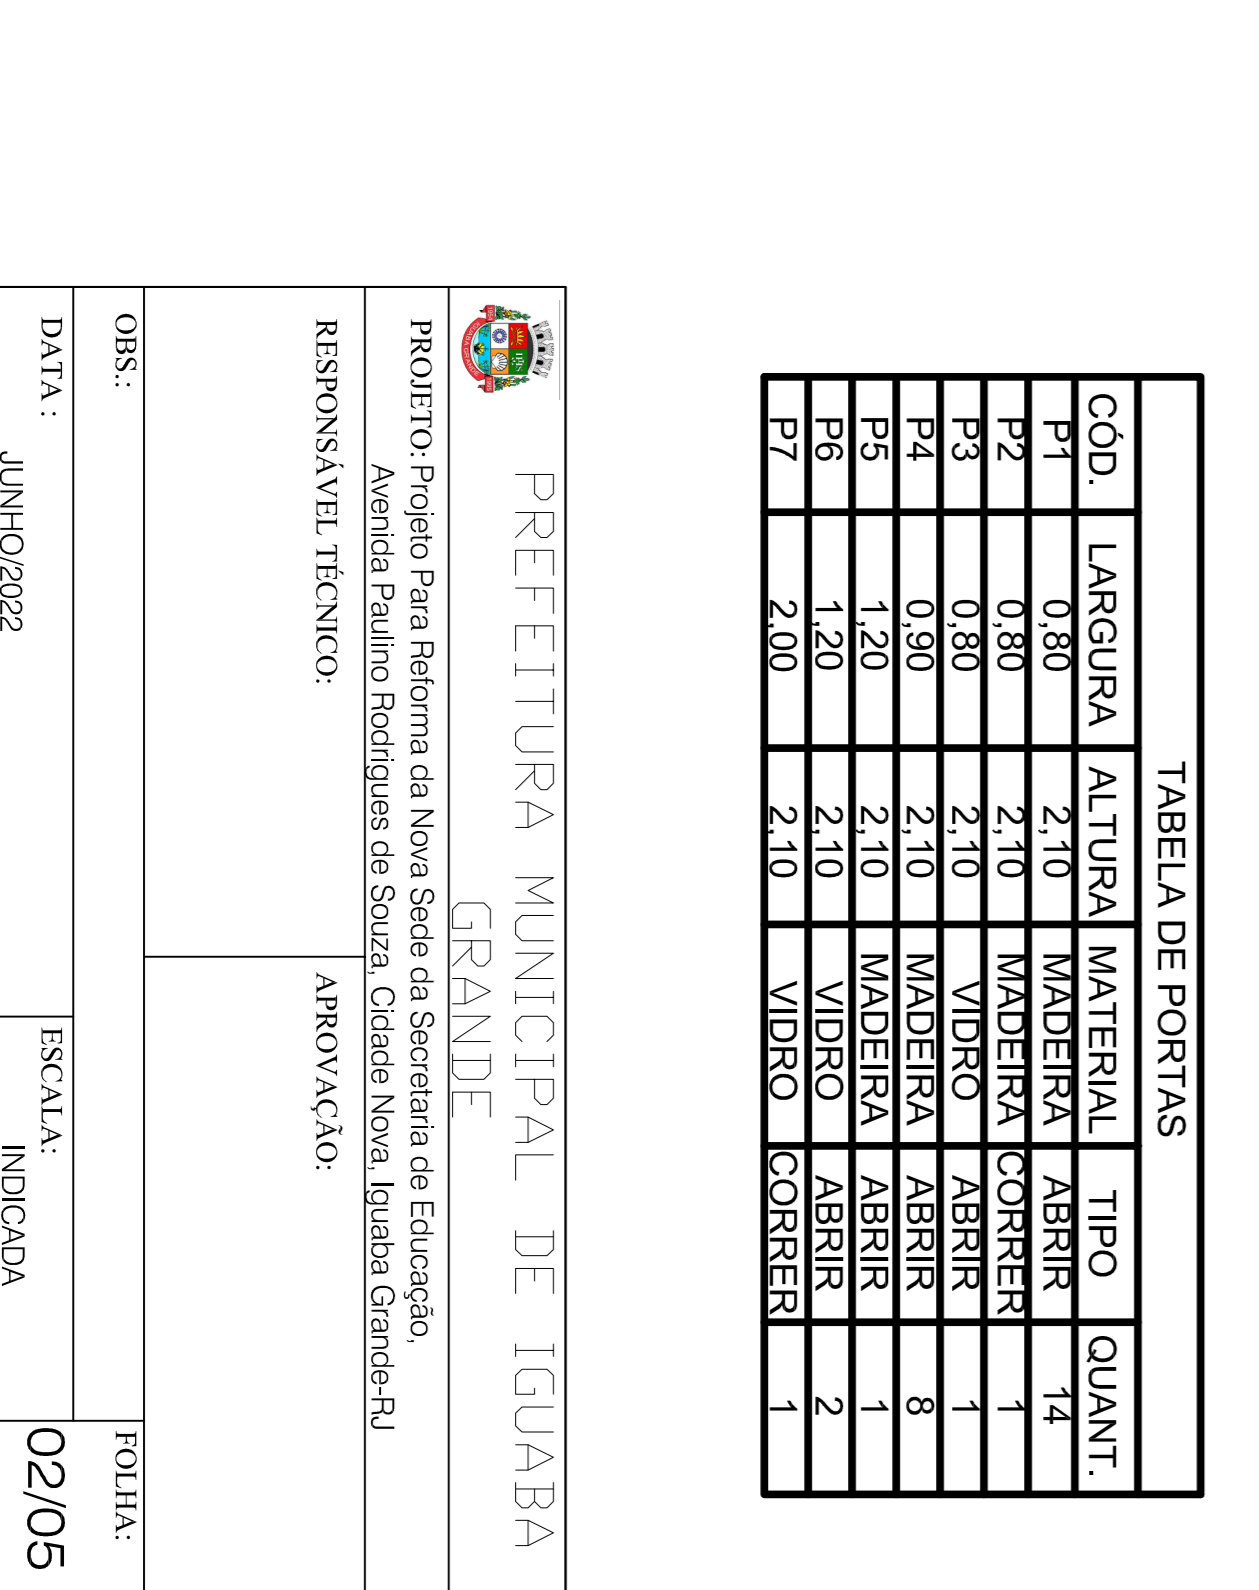 TABELA DE PORTAS
CÓD. LARGURA ALTURA MATERIAL TIPO QUANT.
P1 0,80 2,10 MADEIRA ABRIR 14
P2 0,80 2,10 MADEIRA CORRER 1
P3 0,80 2,10 VIDRO ABRIR 1
P4 0,90 2,10 MADEIRA ABRIR 8
P5 1,20 2,10 MADEIRA ABRIR 1
P6 1,20 2,10 VIDRO ABRIR 2
P7 2,00 2,10 VIDRO CORRER 1
PREFEITURA MUNICIPAL DE IGUABA
GRANDE
PROJETO: Projeto Para Reforma da Nova Sede da Secretaria de Educação,
Avenida Paulino Rodrigues de Souza, Cidade Nova, Iguaba Grande-RJ
RESPONSÁVEL TÉCNICO: APROVAÇÃO:
OBS.: FOLHA:
DATA : ESCALA: 02/05
JUNHO/2022 INDICADA